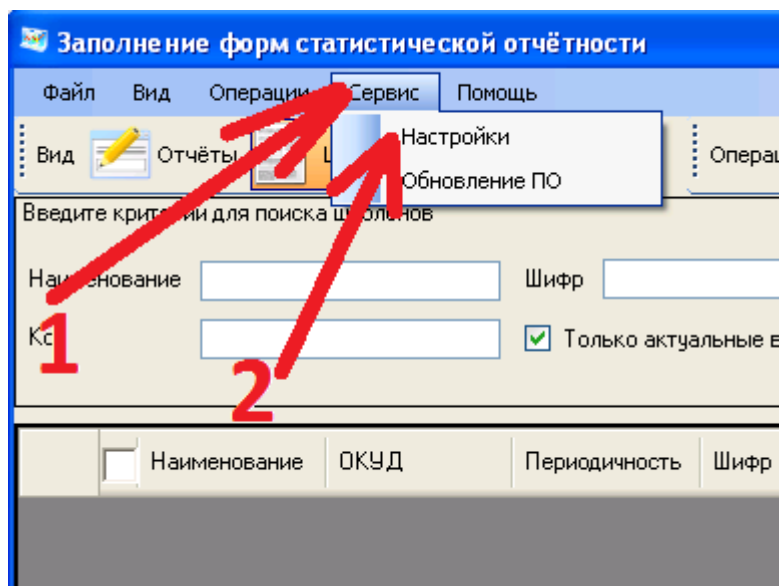 Заполнение форм статистической отчётности
Файл Вид Операции Сервис Помощь
Вид Отчёты
Настройки
Обновление ПО
Введите критерии для поиска шаблонов
Наименование Шифр
Только актуальные в
1
2
Наименование ОКУД Периодичность Шифр